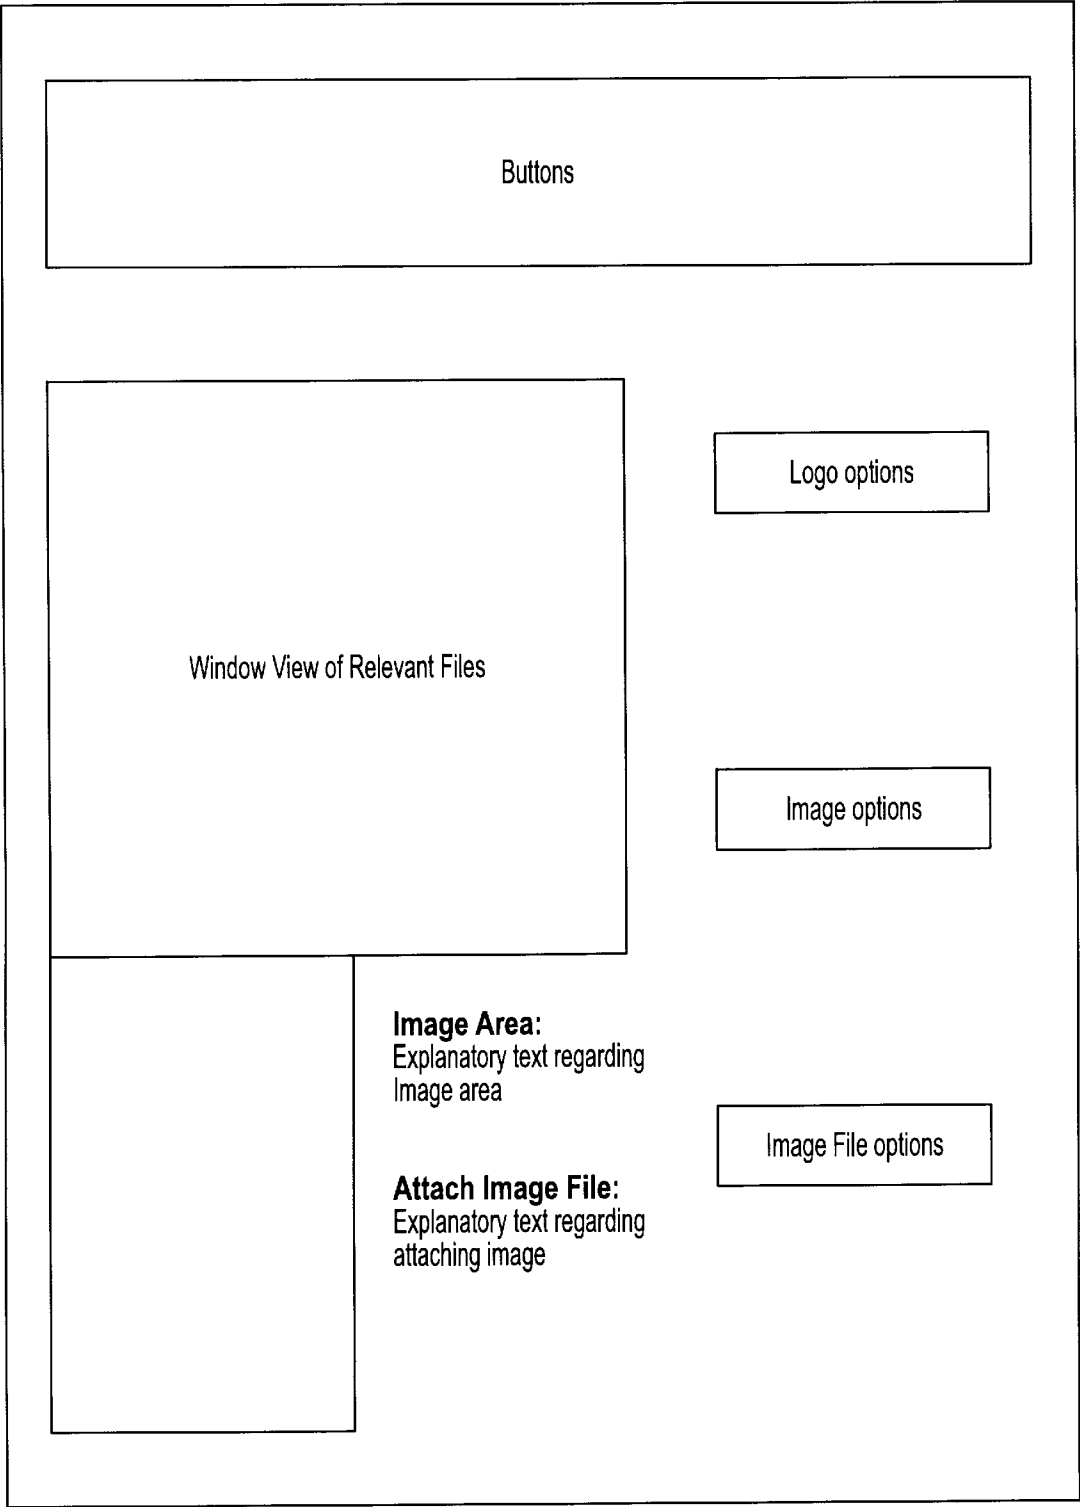 Buttons
Logo options
Window View of Relevant Files
Image options
Image Area:
Explanatory text regarding
Image area
Image File options
Attach Image File:
Explanatory text regarding
attaching image